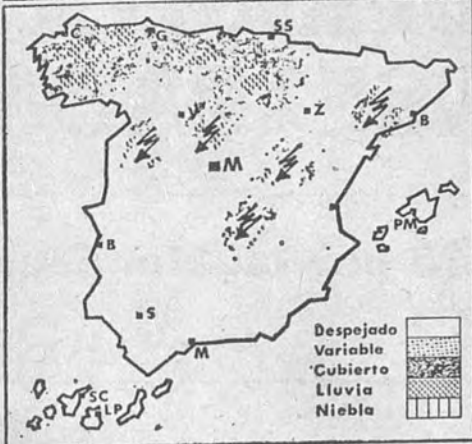 C G SS
V Z B
M
PM
B
S
M
SC
LP
Despejado
Variable
Cubierto
Lluvia
Niebla